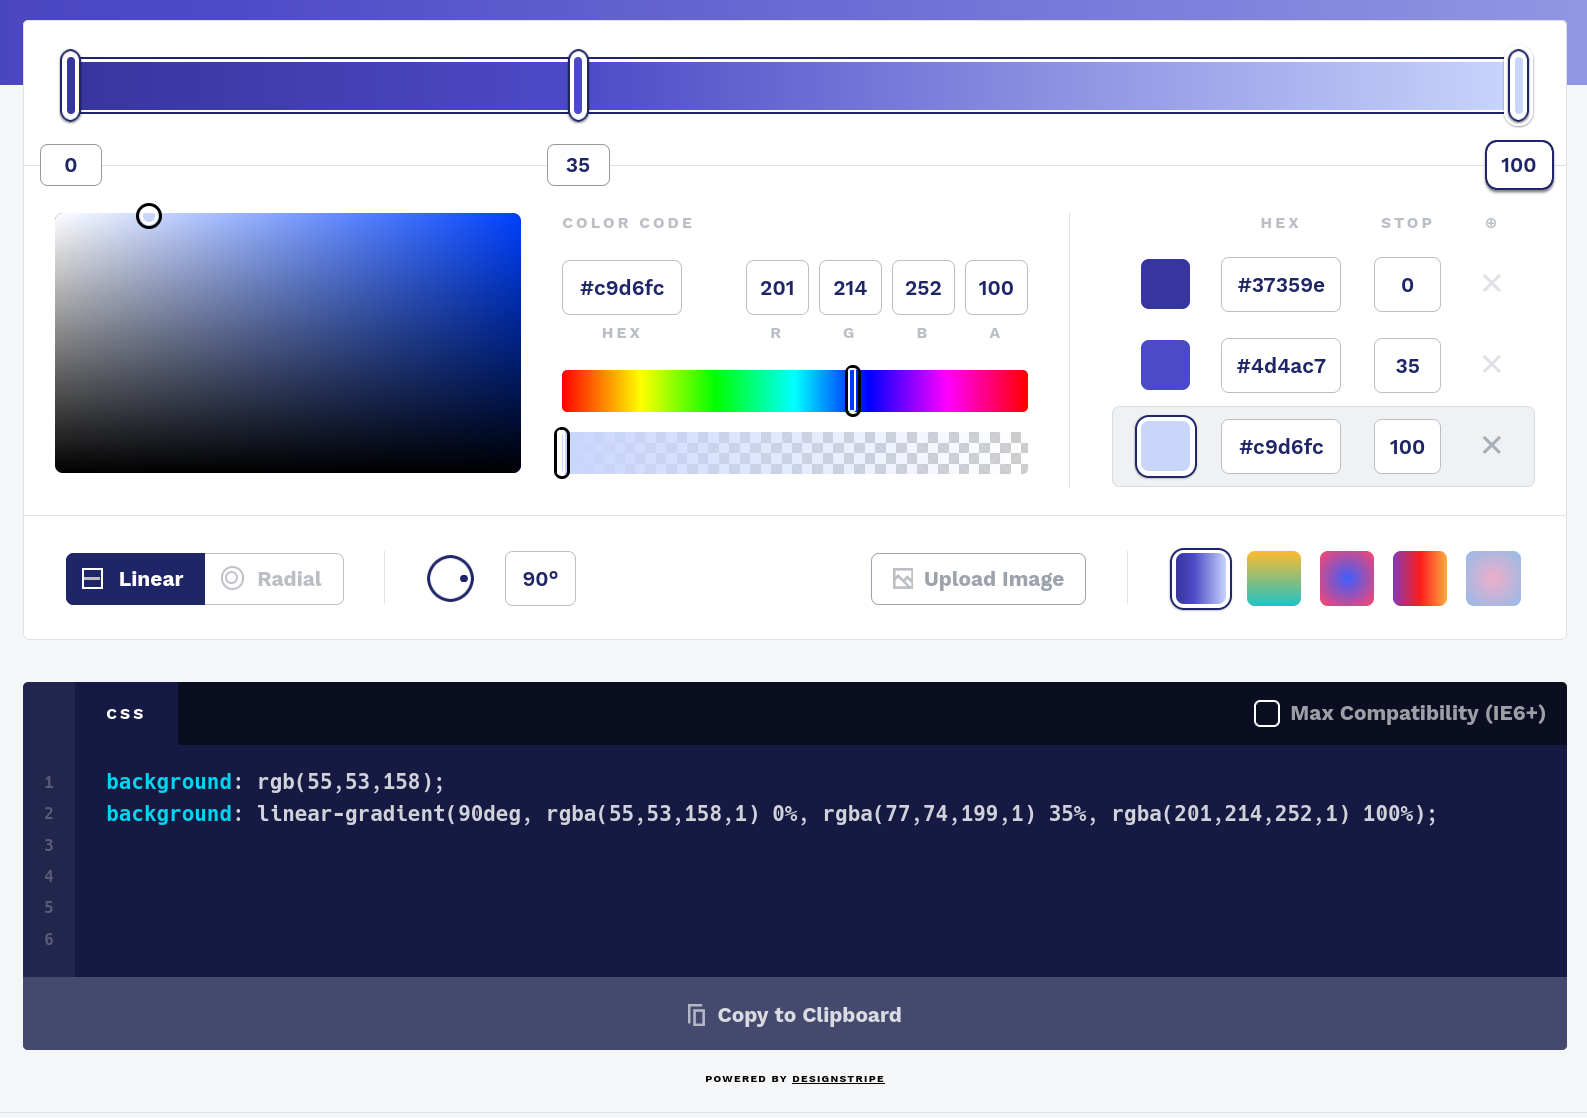 0 35 100
COLOR CODE HEX STOP ⊕
#c9d6fc 201 214 252 100
HEX R G B A
#37359e 0 ✕
#4d4ac7 35 ✕
#c9d6fc 100 ✕
Linear Radial 90° Upload Image
CSS Max Compatibility (IE6+)
1 background: rgb(55,53,158);
2 background: linear-gradient(90deg, rgba(55,53,158,1) 0%, rgba(77,74,199,1) 35%, rgba(201,214,252,1) 100%);
3
4
5
6
Copy to Clipboard
POWERED BY DESIGNSTRIPE